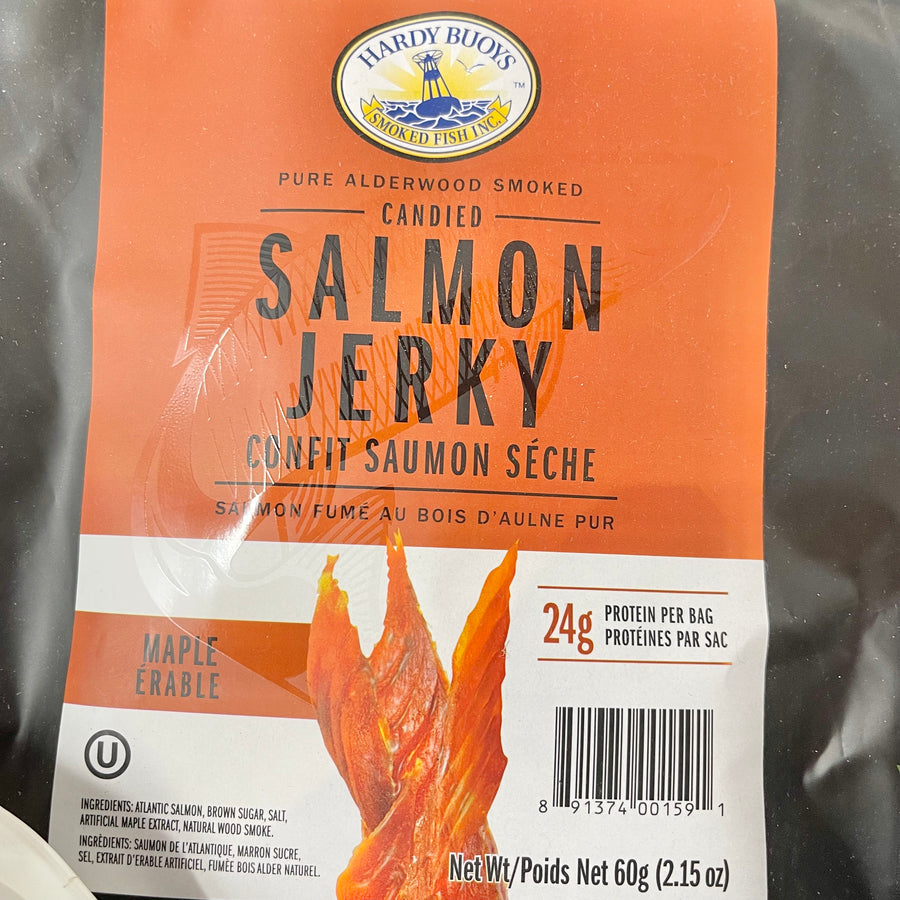 HARDY BUOYS
TM
SMOKED FISH INC.
PURE ALDERWOOD SMOKED
CANDIED
SALMON
JERKY
CONFIT SAUMON SÉCHE
SALMON FUMÉ AU BOIS D'AULNE PUR
24g
PROTEIN PER BAG
PROTÉINES PAR SAC
MAPLE
ÉRABLE
U
INGREDIENTS: ATLANTIC SALMON, BROWN SUGAR, SALT,
ARTIFICIAL MAPLE EXTRACT, NATURAL WOOD SMOKE.
INGRÈDIENTS: SAUMON DE L'ATLANTIQUE, MARRON SUCRE,
SEL, EXTRAIT D'ERABLE ARTIFICIEL, FUMÈE BOIS ALDER NATUREL.
8 91374 00159 1
Net Wt/Poids Net 60g (2.15 oz)